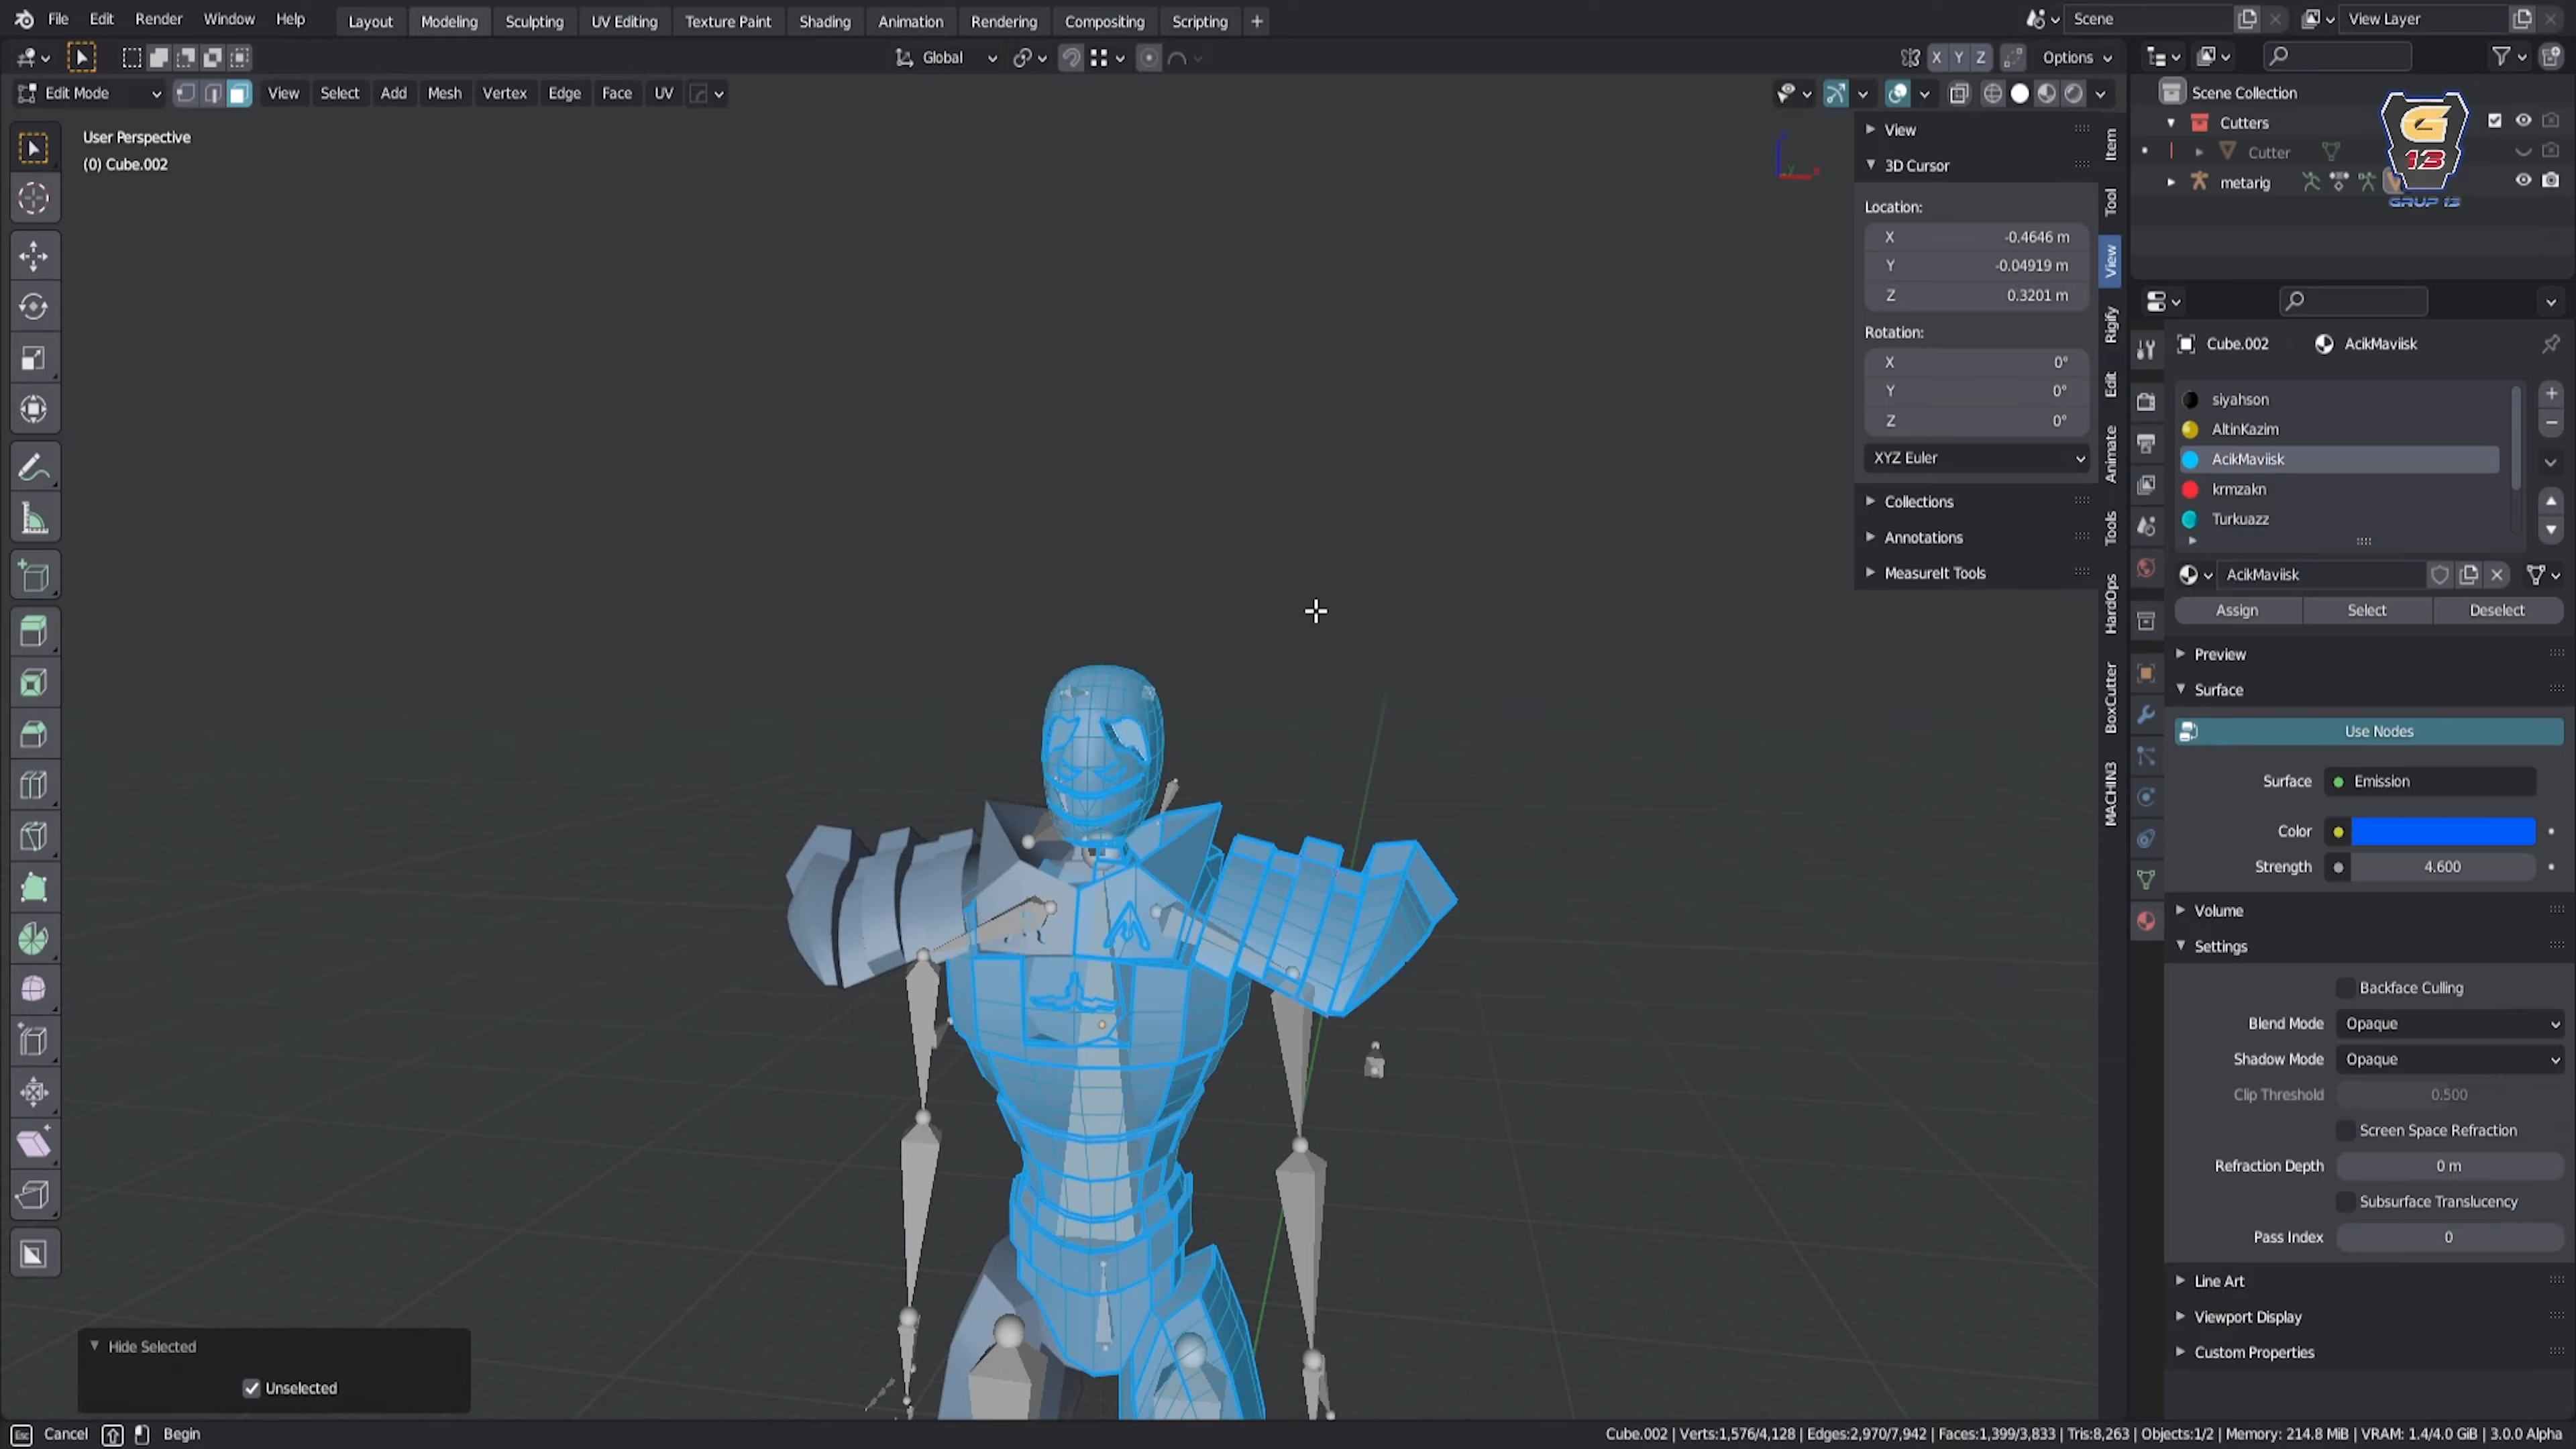 File Edit Render Window Help Layout Modeling Sculpting UV Editing Texture Paint Shading Animation Rendering Compositing Scripting + Scene View Layer
Global X Y Z Options
Edit Mode View Select Add Mesh Vertex Edge Face UV
User Perspective
(0) Cube.002
View
3D Cursor
Location:
X -0.4646 m
Y -0.04919 m
Z 0.3201 m
Rotation:
X 0°
Y 0°
Z 0°
XYZ Euler
Collections
Annotations
MeasureIt Tools
Item
Tool
View
Rigify
Edit
Animate
Tools
HardOps
BoxCutter
MACHIN3
Scene Collection
Cutters
Cutter
metarig
G
13
GRUP 13
Cube.002 AcikMaviisk
siyahson
AltinKazim
AcikMaviisk
krmzakn
Turkuazz
AcikMaviisk
Assign Select Deselect
Preview
Surface
Use Nodes
Surface Emission
Color
Strength 4.600
Volume
Settings
Backface Culling
Blend Mode Opaque
Shadow Mode Opaque
Clip Threshold 0.500
Screen Space Refraction
Refraction Depth 0 m
Subsurface Translucency
Pass Index 0
Line Art
Viewport Display
Custom Properties
Hide Selected
Unselected
Esc Cancel Begin
Cube.002 | Verts:1,576/4,128 | Edges:2,970/7,942 | Faces:1,399/3,833 | Tris:8,263 | Objects:1/2 | Memory: 214.8 MiB | VRAM: 1.4/4.0 GiB | 3.0.0 Alpha